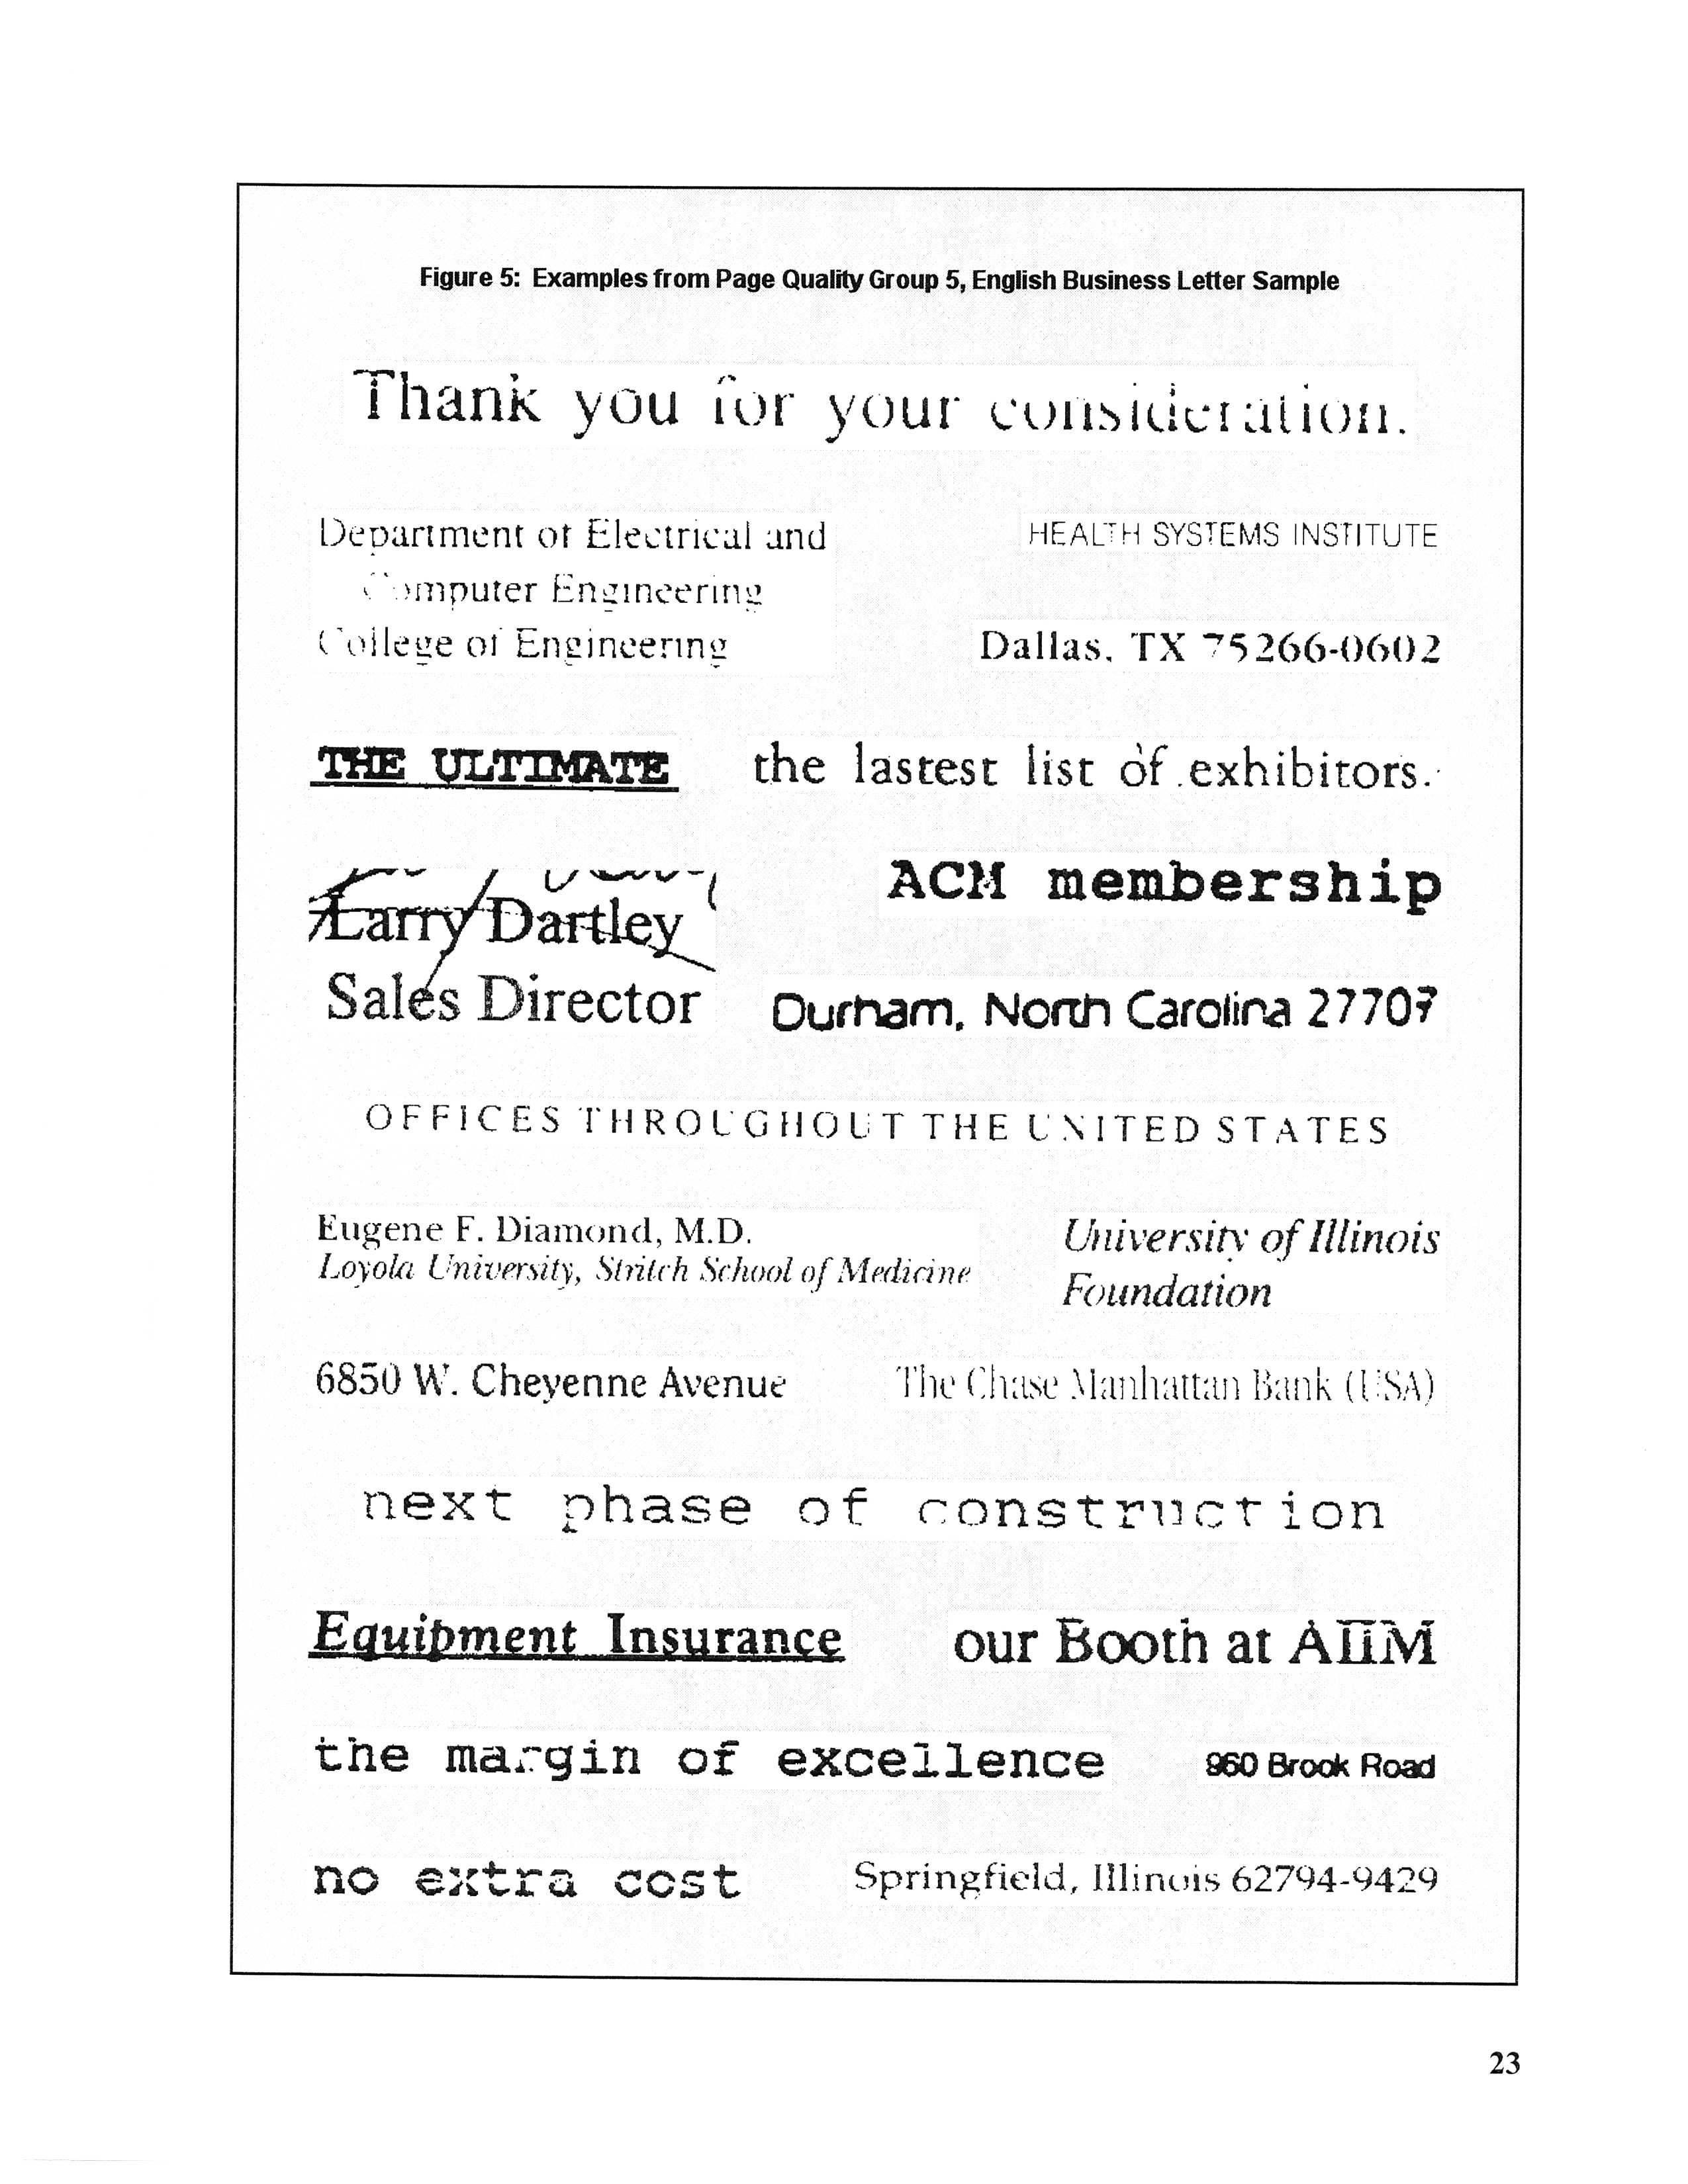 Figure 5: Examples from Page Quality Group 5, English Business Letter Sample
Thank you for your consideration.
Department of Electrical and
Computer Engineering
College of Engineering
HEALTH SYSTEMS INSTITUTE
Dallas, TX 75266-0602
THE ULTIMATE
the lastest list of exhibitors.
Larry Dartley
Sales Director
ACM membership
Durham, North Carolina 27707
OFFICES THROUGHOUT THE UNITED STATES
Eugene F. Diamond, M.D.
Loyola University, Stritch School of Medicine
University of Illinois
Foundation
6850 W. Cheyenne Avenue
The Chase Manhattan Bank (USA)
next phase of construction
Equipment Insurance
our Booth at AIIM
the margin of excellence
960 Brook Road
no extra cost
Springfield, Illinois 62794-9429
23